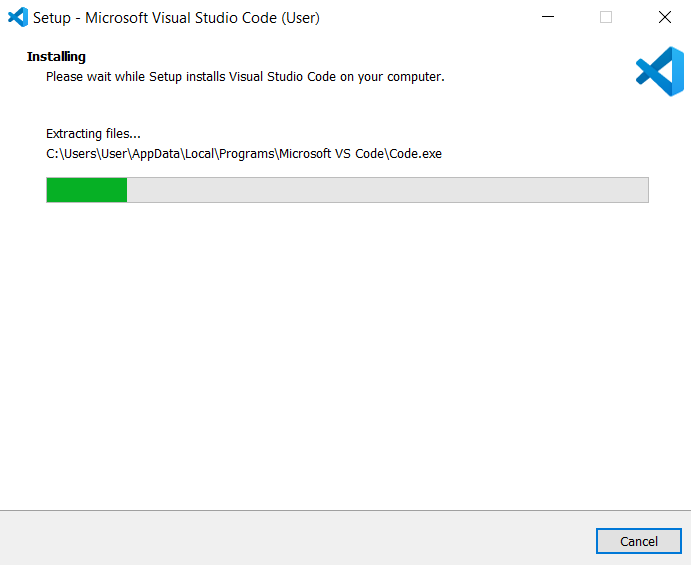 Setup - Microsoft Visual Studio Code (User)
Installing
Please wait while Setup installs Visual Studio Code on your computer.
Extracting files...
C:\Users\User\AppData\Local\Programs\Microsoft VS Code\Code.exe
Cancel